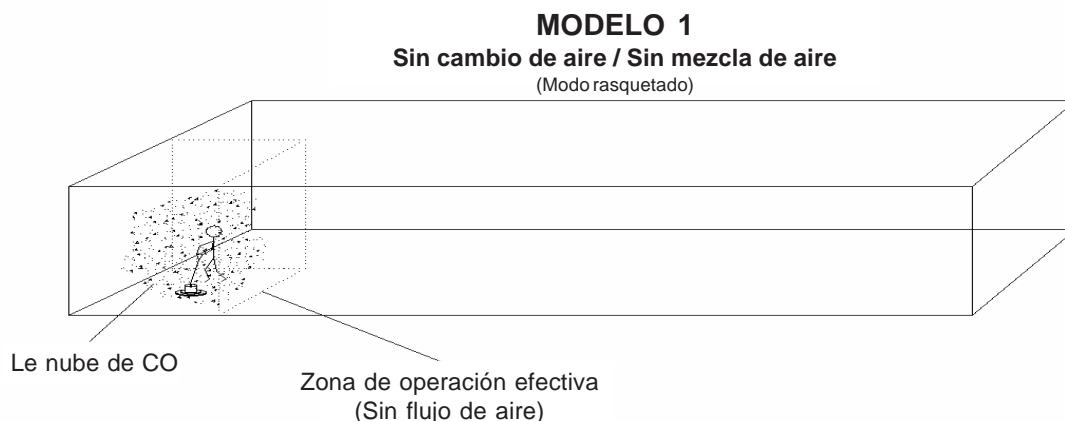 MODELO 1
Sin cambio de aire / Sin mezcla de aire
(Modo rasquetado)
Le nube de CO
Zona de operación efectiva
(Sin flujo de aire)